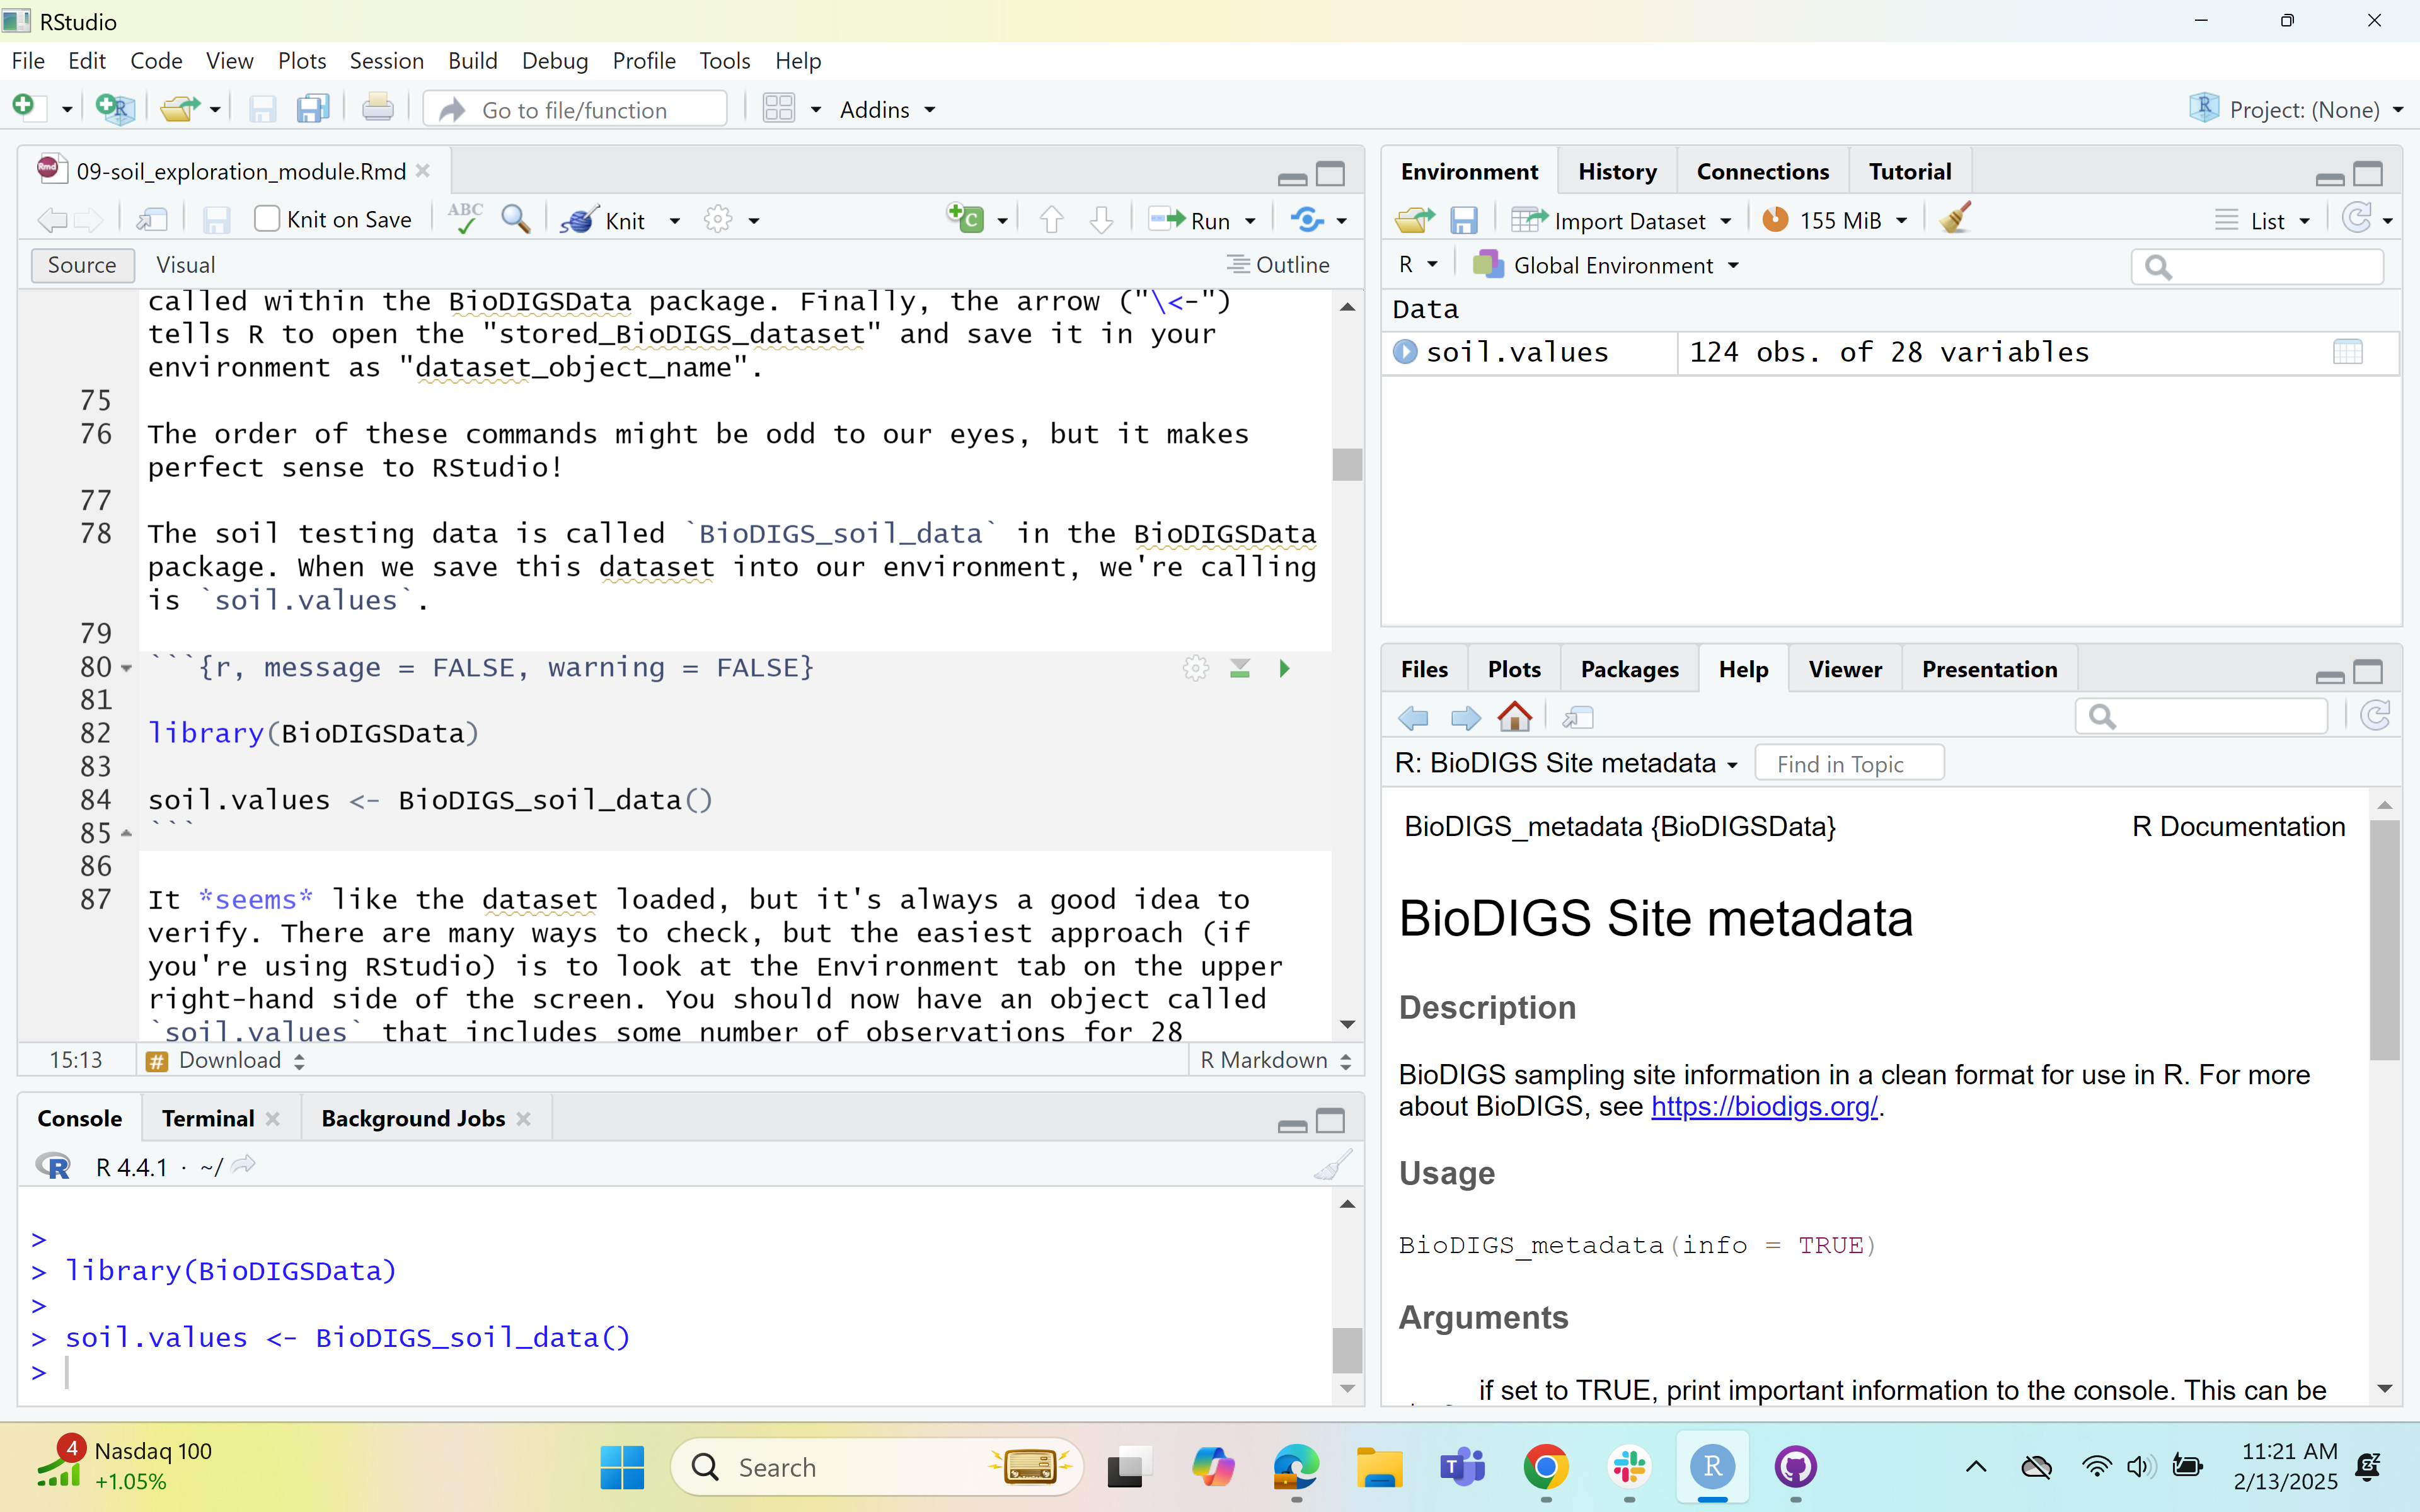 RStudio
File Edit Code View Plots Session Build Debug Profile Tools Help
Go to file/function Addins Project: (None)
09-soil_exploration_module.Rmd
Knit on Save ABC Knit Run
Source Visual Outline
called within the BioDIGSData package. Finally, the arrow ("\<-")
tells R to open the "stored_BioDIGS_dataset" and save it in your
environment as "dataset_object_name".
75
76 The order of these commands might be odd to our eyes, but it makes
perfect sense to RStudio!
77
78 The soil testing data is called `BioDIGS_soil_data` in the BioDIGSData
package. When we save this dataset into our environment, we're calling
is `soil.values`.
79
80 ```{r, message = FALSE, warning = FALSE}
81
82 library(BioDIGSData)
83
84 soil.values <- BioDIGS_soil_data()
85 ```
86
87 It *seems* like the dataset loaded, but it's always a good idea to
verify. There are many ways to check, but the easiest approach (if
you're using RStudio) is to look at the Environment tab on the upper
right-hand side of the screen. You should now have an object called
`soil.values` that includes some number of observations for 28
15:13 # Download R Markdown
Console Terminal Background Jobs
R 4.4.1 · ~/
>
> library(BioDIGSData)
>
> soil.values <- BioDIGS_soil_data()
>
Environment History Connections Tutorial
Import Dataset 155 MiB List
R Global Environment
Data
soil.values 124 obs. of 28 variables
Files Plots Packages Help Viewer Presentation
R: BioDIGS Site metadata Find in Topic
BioDIGS_metadata {BioDIGSData} R Documentation
BioDIGS Site metadata
Description
BioDIGS sampling site information in a clean format for use in R. For more
about BioDIGS, see https://biodigs.org/.
Usage
BioDIGS_metadata(info = TRUE)
Arguments
if set to TRUE, print important information to the console. This can be
4 Nasdaq 100
+1.05%
Search
11:21 AM
2/13/2025